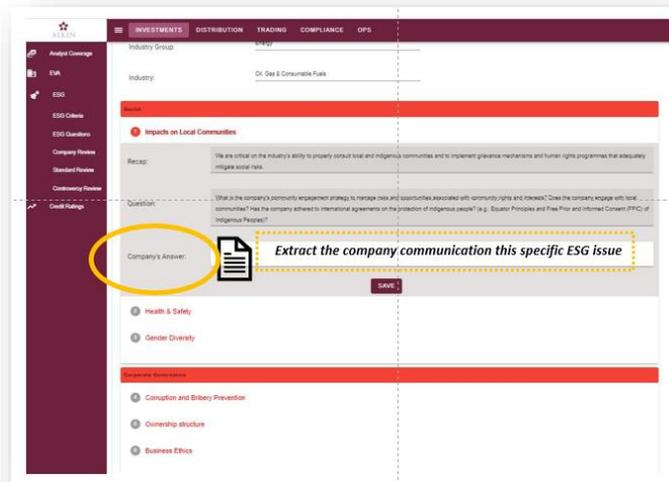 ALKEN
INVESTMENTS DISTRIBUTION TRADING COMPLIANCE OPS
Analyst Coverage
EVA
ESG
ESG Criteria
ESG Questions
Company Review
Standard Review
Controversy Review
Credit Ratings
Industry Group:
Energy
Industry:
Oil, Gas & Consumable Fuels
Social
1 Impacts on Local Communities
Recap:
We are critical on the industry's ability to properly consult local and indigenous communities and to implement grievance mechanisms and human rights programmes that adequately
mitigate social risks.
Question:
What is the company's community engagement strategy to manage risks and opportunities associated with community rights and interests? Does the company engage with local
communities? Has the company adhered to international agreements on the protection of indigenous people? (e.g.: Equator Principles and Free Prior and Informed Consent (FPIC) of
Indigenous Peoples)?
Company's Answer:
Extract the company communication this specific ESG issue
SAVE
2 Health & Safety
3 Gender Diversity
Corporate Governance
4 Corruption and Bribery Prevention
5 Ownership structure
6 Business Ethics